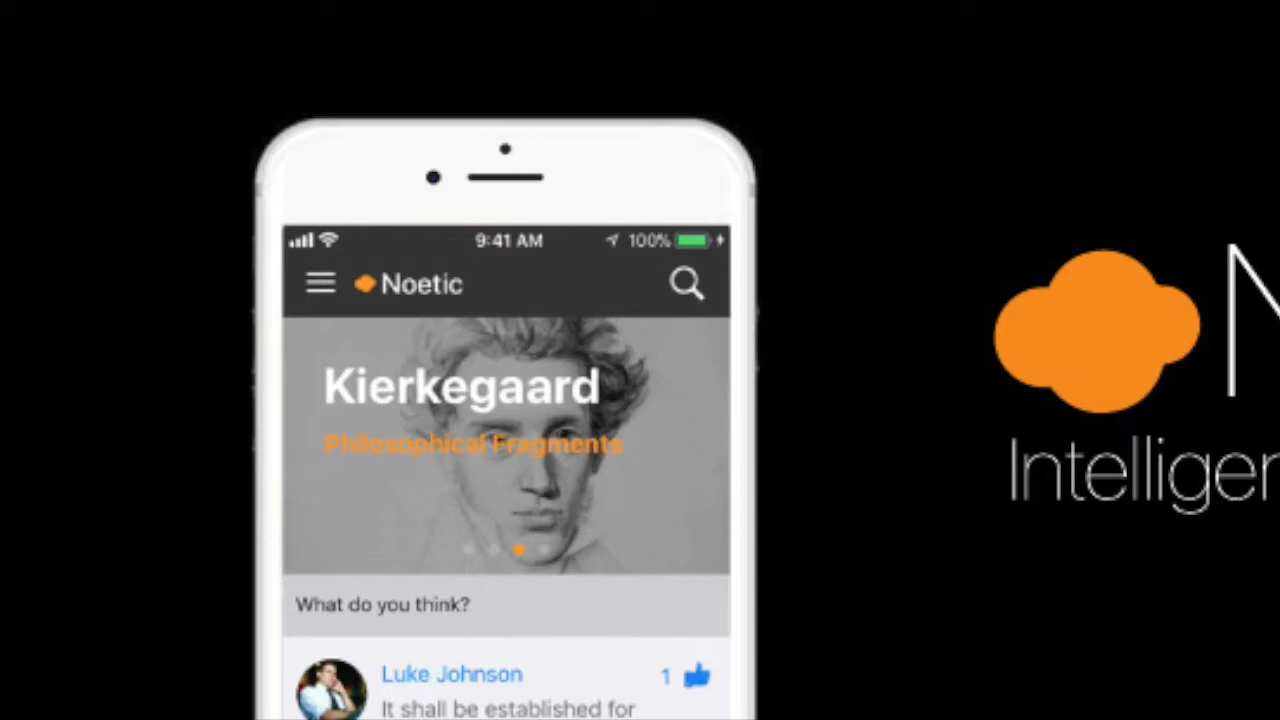 9:41 AM
100%
Noetic
Kierkegaard
Philosophical Fragments
What do you think?
Luke Johnson
1
It shall be established for
N
Intelligen